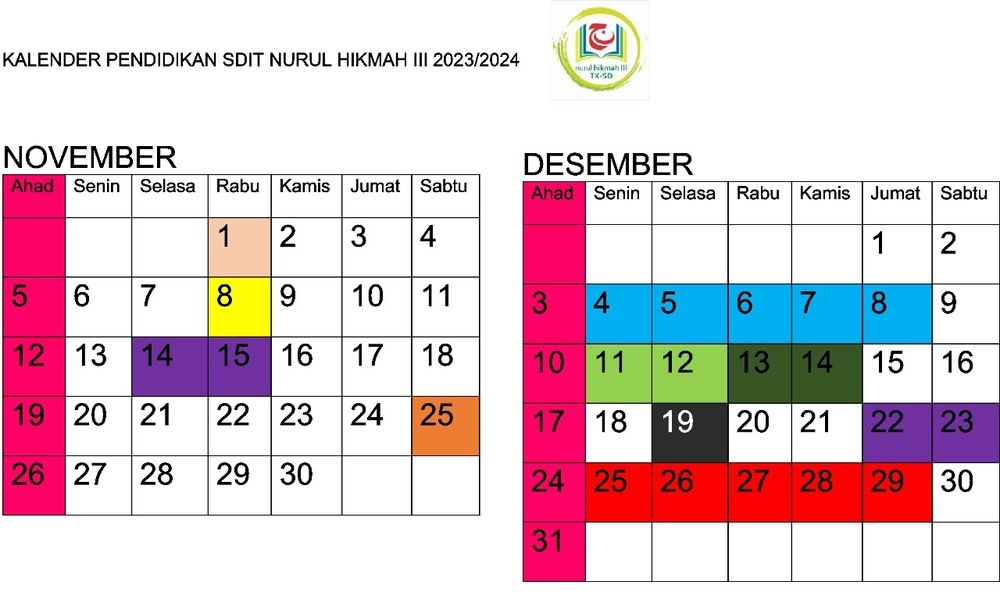 KALENDER PENDIDIKAN SDIT NURUL HIKMAH III 2023/2024
nurul hikmah III
TK-SD
NOVEMBER
Ahad Senin Selasa Rabu Kamis Jumat Sabtu
1 2 3 4
5 6 7 8 9 10 11
12 13 14 15 16 17 18
19 20 21 22 23 24 25
26 27 28 29 30
DESEMBER
Ahad Senin Selasa Rabu Kamis Jumat Sabtu
1 2
3 4 5 6 7 8 9
10 11 12 13 14 15 16
17 18 19 20 21 22 23
24 25 26 27 28 29 30
31